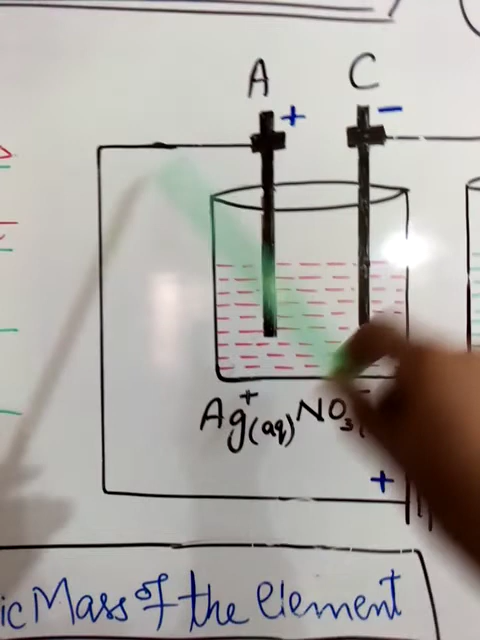 A C
+ −
Ag⁺(aq) NO₃
+
ic Mass of the element